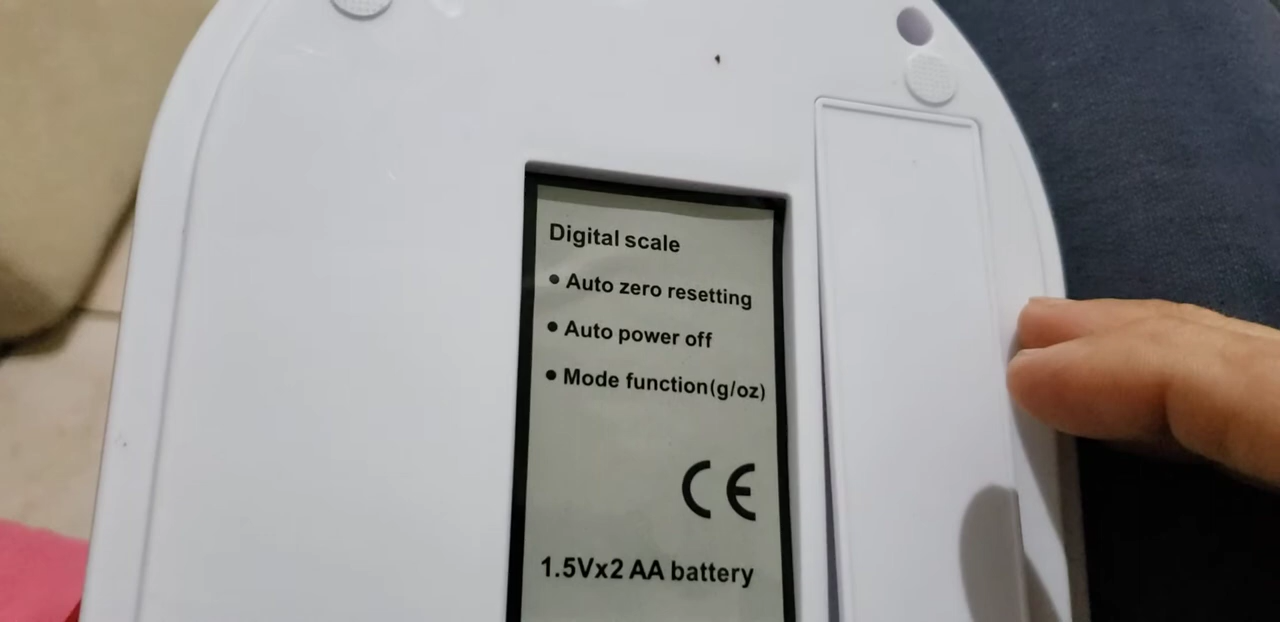 Digital scale
• Auto zero resetting
• Auto power off
• Mode function(g/oz)
CE
1.5Vx2 AA battery